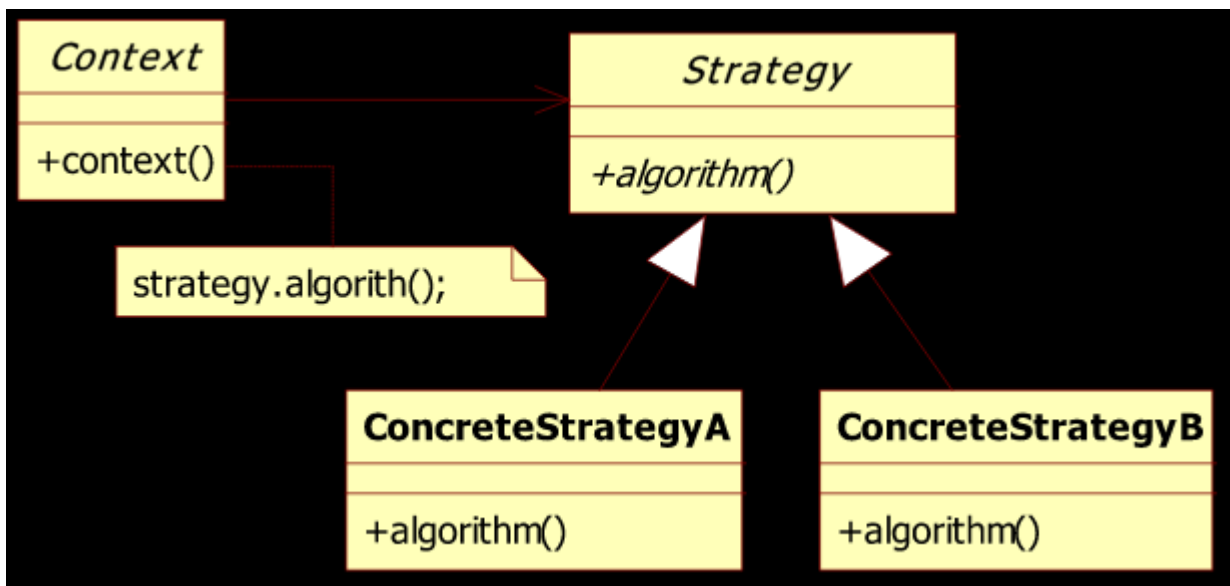 Context
+context()
Strategy
+algorithm()
strategy.algorith();
ConcreteStrategyA
+algorithm()
ConcreteStrategyB
+algorithm()